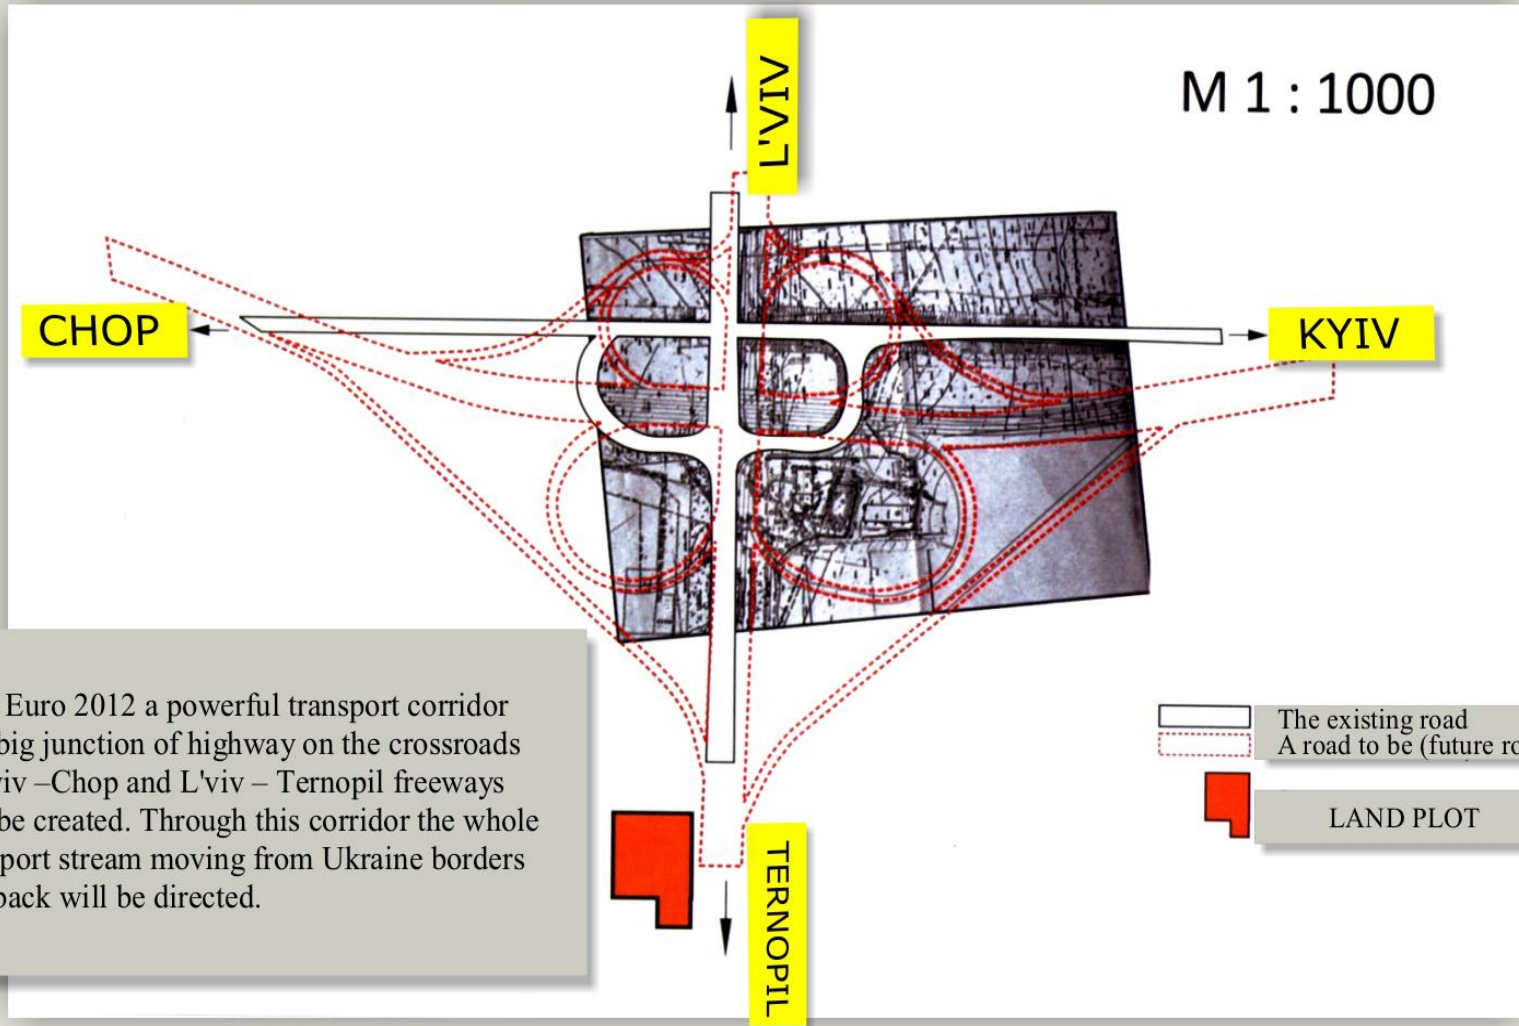 L'VIV
M 1 : 1000
CHOP
KYIV
Euro 2012 a powerful transport corridor
big junction of highway on the crossroads
–Chop and L'viv – Ternopil freeways
be created. Through this corridor the whole
stream moving from Ukraine borders
back will be directed.
The existing road
A road to be (future
LAND PLOT
TERNOPIL